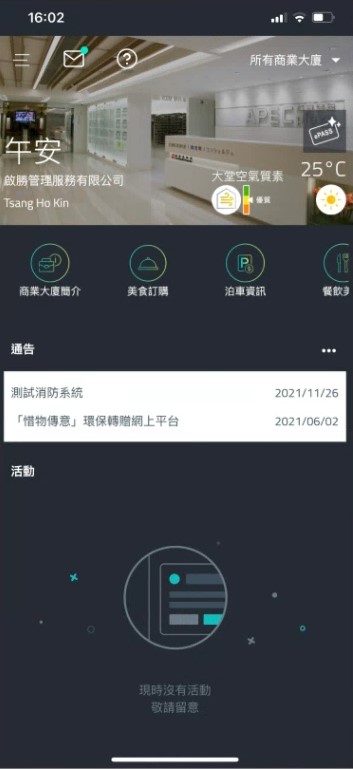 16:02
所有商業大廈
ePASS
午安
25°C
啟勝管理服務有限公司
大堂空氣質素
優質
Tsang Ho Kin
商業大廈簡介
美食訂購
泊車資訊
餐飲美
通告
測試消防系統
2021/11/26
「惜物傳意」環保轉贈網上平台
2021/06/02
活動
現時沒有活動
敬請留意